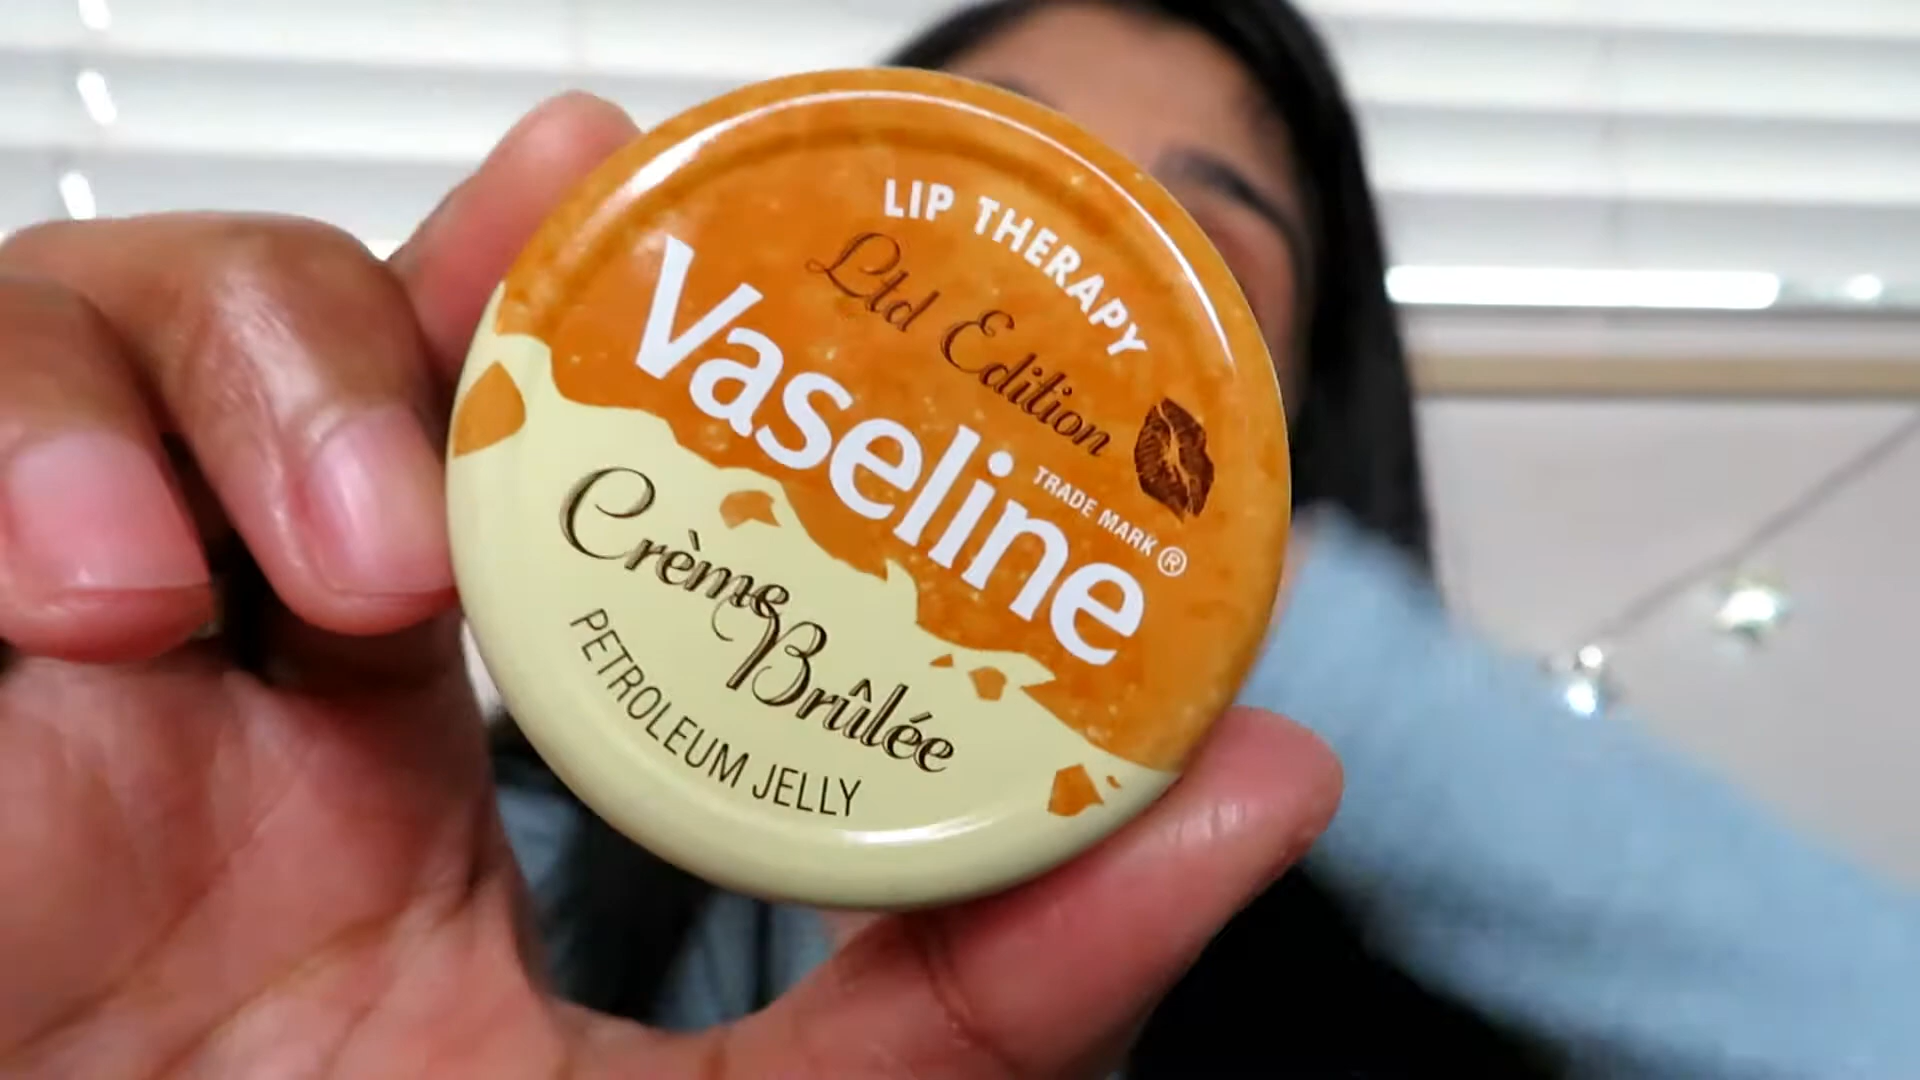 LIP THERAPY
Ltd Edition
Vaseline
TRADE MARK ®
Crème
Brûlée
PETROLEUM JELLY